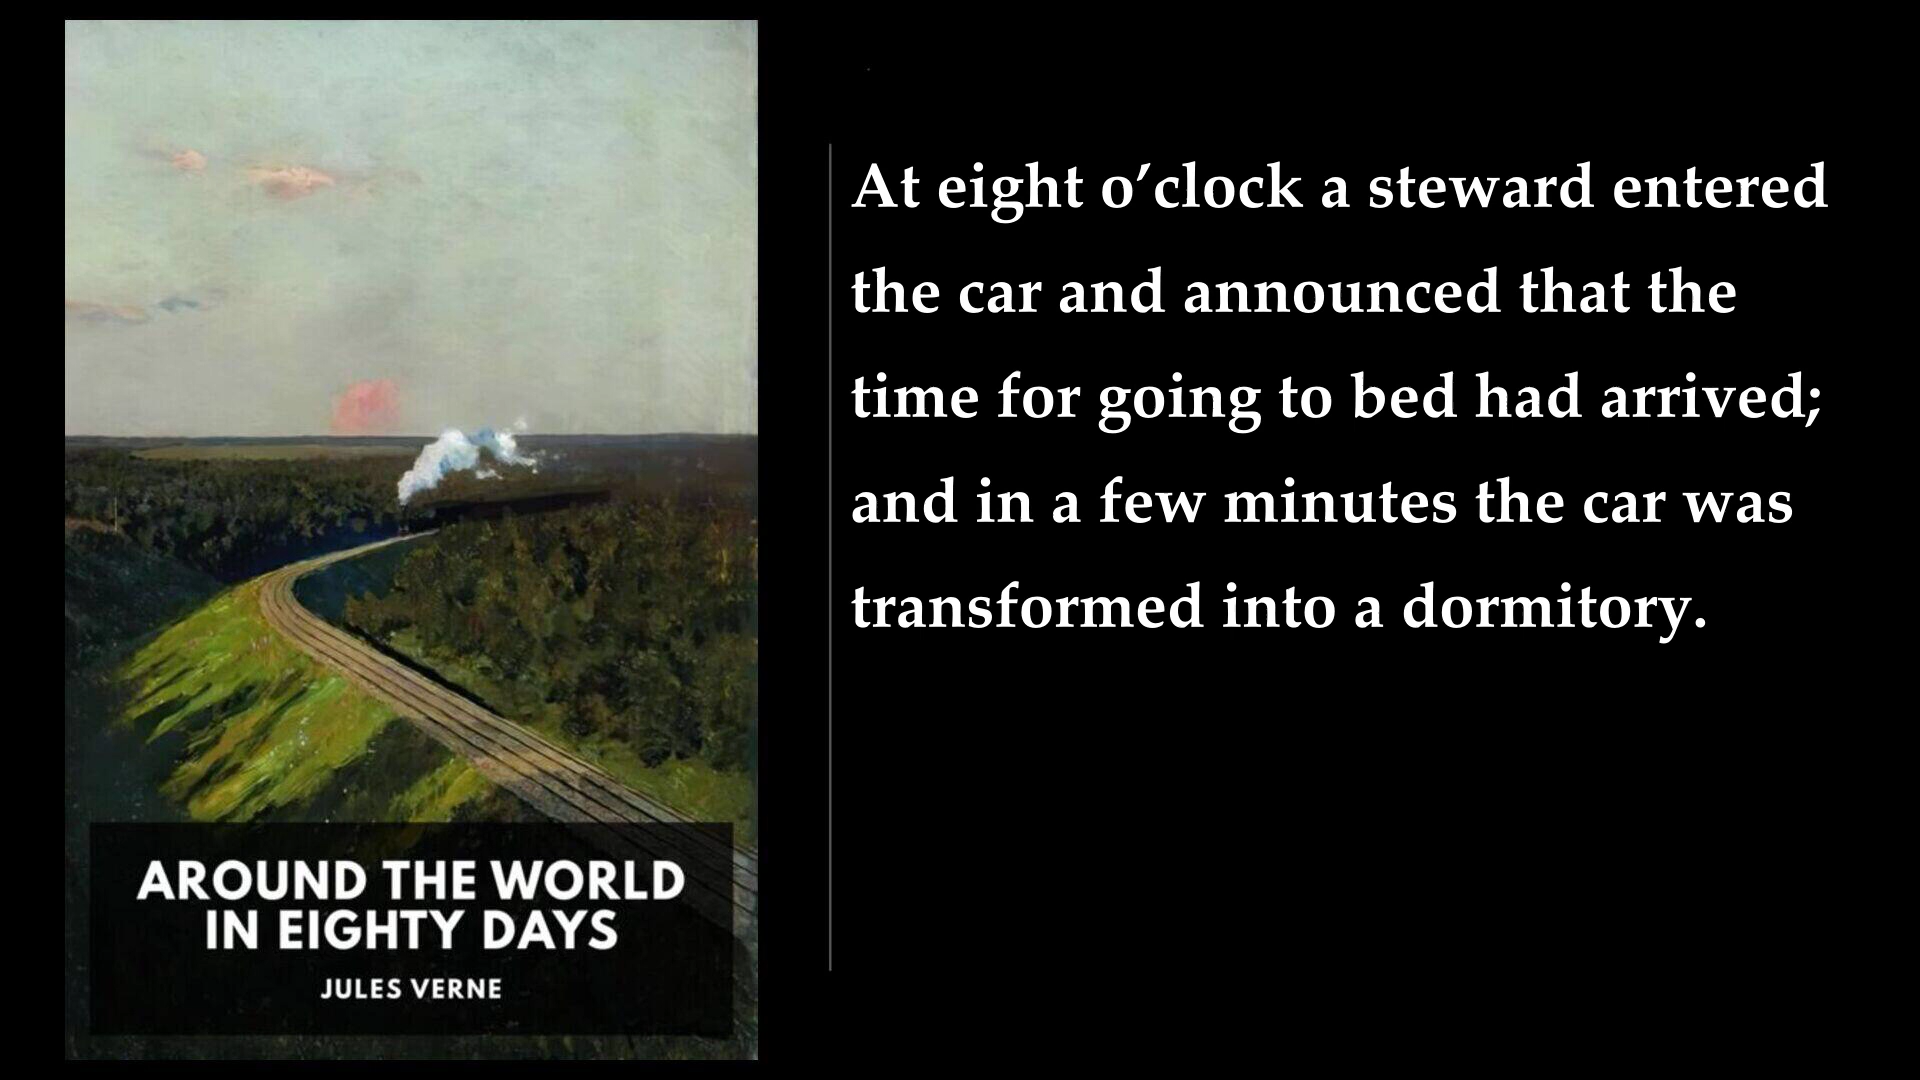 AROUND THE WORLD
IN EIGHTY DAYS
JULES VERNE
At eight o’clock a steward entered
the car and announced that the
time for going to bed had arrived;
and in a few minutes the car was
transformed into a dormitory.